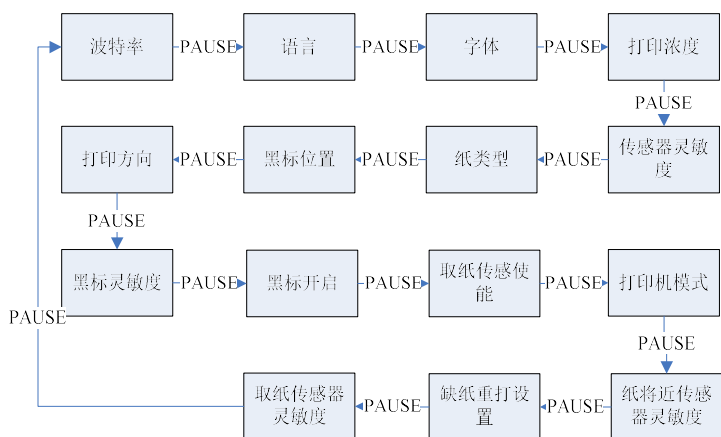 波特率 PAUSE 语言 PAUSE 字体 PAUSE 打印浓度
PAUSE
打印方向 PAUSE 黑标位置 PAUSE 纸类型 PAUSE 传感器灵敏
度
PAUSE
黑标灵敏度 PAUSE 黑标开启 PAUSE 取纸传感使
能 PAUSE 打印机模式
PAUSE
PAUSE
取纸传感器
灵敏度 PAUSE 缺纸重打设
置 PAUSE 纸将近传感
器灵敏度